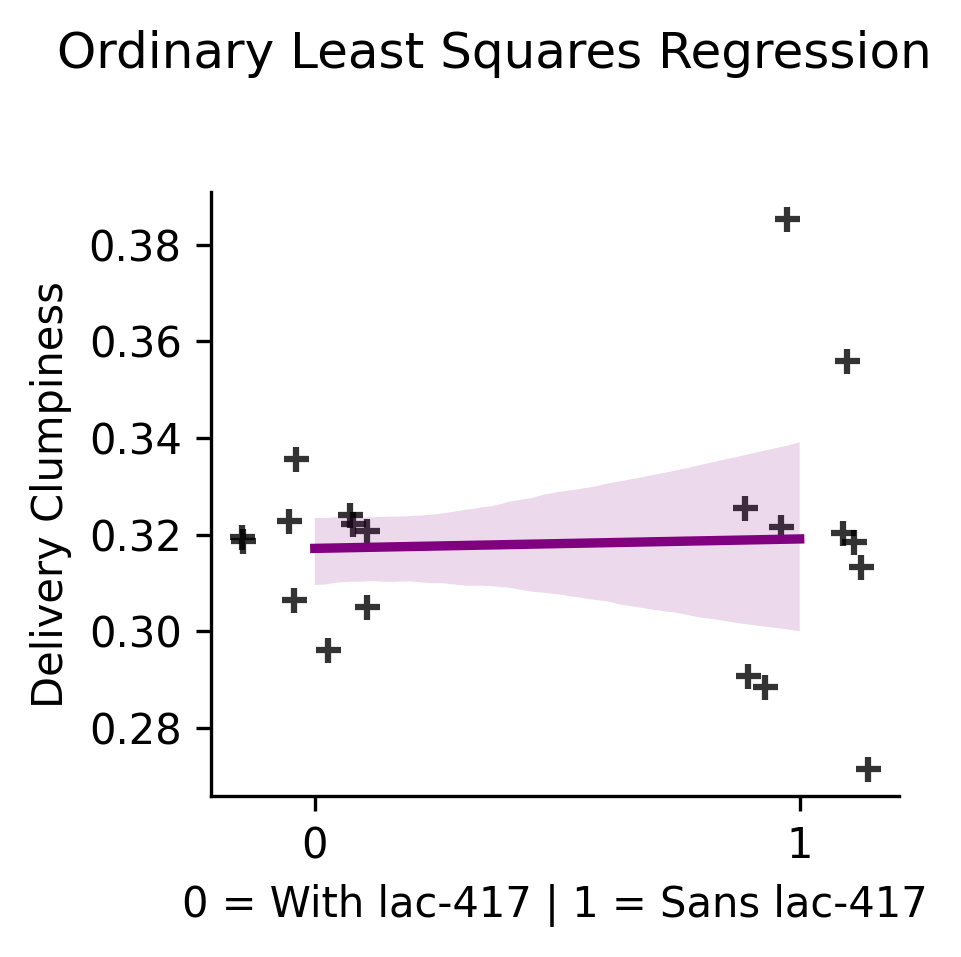 Ordinary Least Squares Regression
0.38
0.36
0.34
0.32
0.30
0.28
Delivery Clumpiness
0
1
0 = With lac-417 | 1 = Sans lac-417